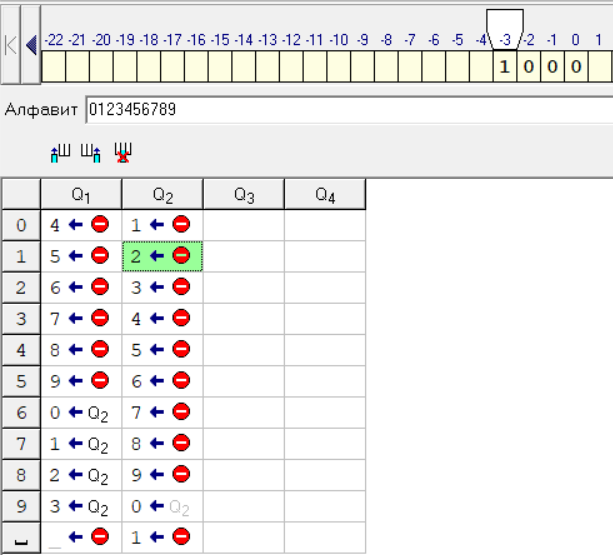 -22 -21 -20 -19 -18 -17 -16 -15 -14 -13 -12 -11 -10 -9 -8 -7 -6 -5 -4 -3 -2 -1 0 1
1 0 0 0
Алфавит 0123456789
Q1 Q2 Q3 Q4
0 4 ← 1 ←
1 5 ← 2 ←
2 6 ← 3 ←
3 7 ← 4 ←
4 8 ← 5 ←
5 9 ← 6 ←
6 0 ← Q2 7 ←
7 1 ← Q2 8 ←
8 2 ← Q2 9 ←
9 3 ← Q2 0 ← Q2
_ ← 1 ←